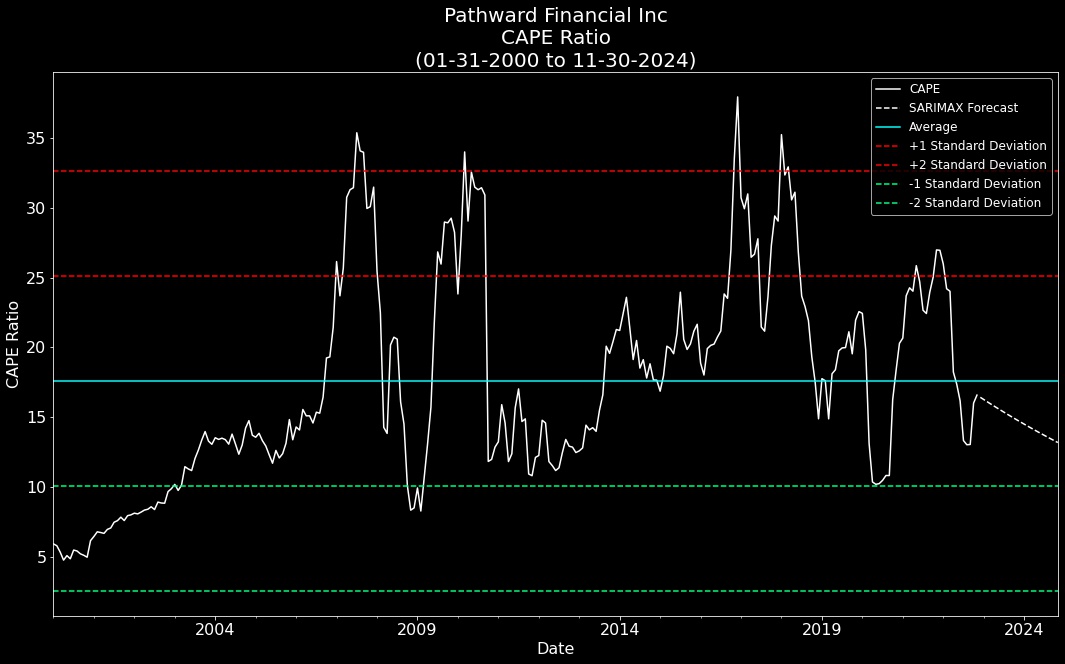 Pathward Financial Inc
CAPE Ratio
(01-31-2000 to 11-30-2024)
CAPE
SARIMAX Forecast
Average
+1 Standard Deviation
+2 Standard Deviation
-1 Standard Deviation
-2 Standard Deviation
CAPE Ratio
35
30
25
20
15
10
5
2004
2009
2014
2019
2024
Date